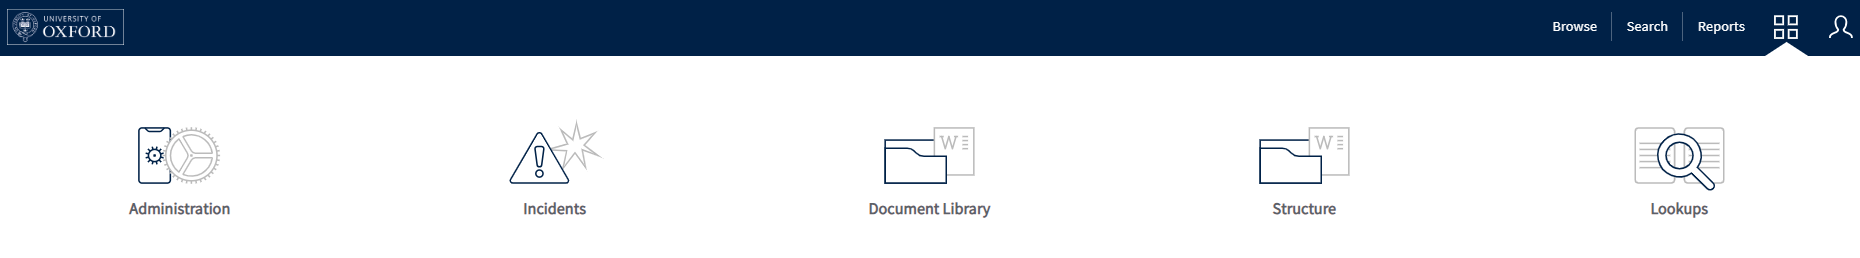 UNIVERSITY OF
OXFORD
Browse
Search
Reports
W
W
Administration
Incidents
Document Library
Structure
Lookups